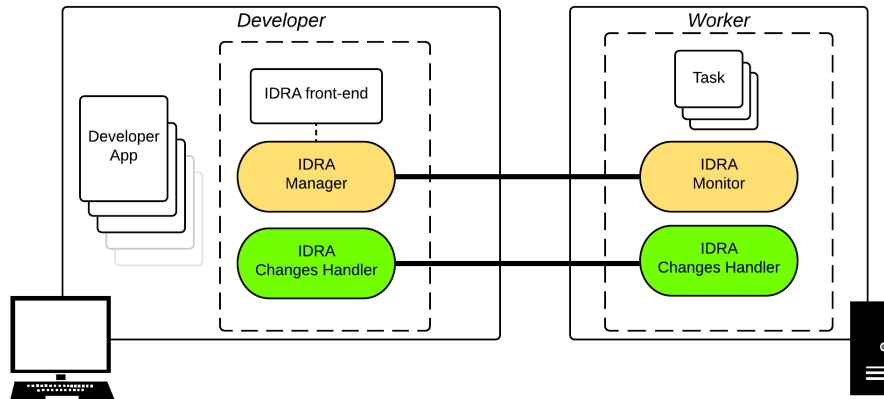 Developer
Worker
IDRA front-end
Task
Developer
App
IDRA
Manager
IDRA
Monitor
IDRA
Changes Handler
IDRA
Changes Handler